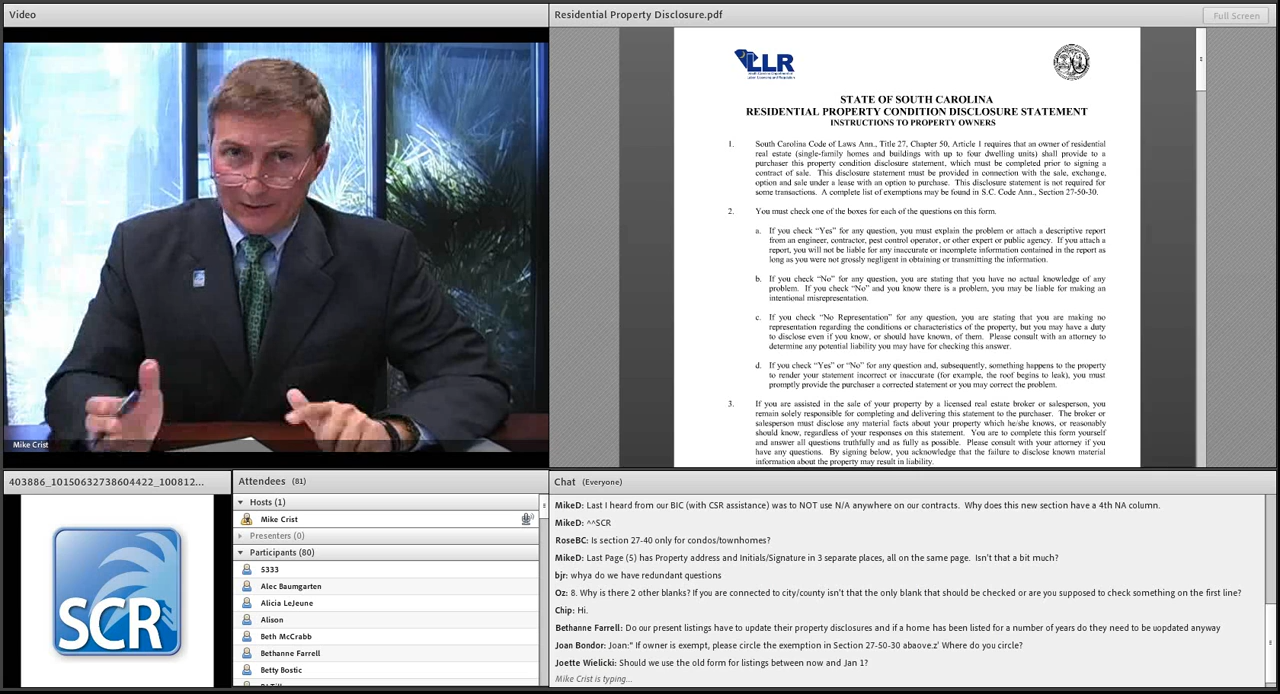 Video
Mike Crist
Residential Property Disclosure.pdf
Full Screen
LLR
STATE OF SOUTH CAROLINA
RESIDENTIAL PROPERTY CONDITION DISCLOSURE STATEMENT
INSTRUCTIONS TO PROPERTY OWNERS
1. South Carolina Code of Laws Ann., Title 27, Chapter 50, Article 1 requires that an owner of residential
real estate (single-family homes and buildings with up to four dwelling units) shall provide to a
purchaser this property condition disclosure statement, which must be completed prior to signing a
contract of sale. This disclosure statement must be provided in connection with the sale, exchange,
option and sale under a lease with an option to purchase. This disclosure statement is not required for
some transactions. A complete list of exemptions may be found in S.C. Code Ann., Section 27-50-30.
2. You must check one of the boxes for each of the questions on this form.
a. If you check "Yes" for any question, you must explain the problem or attach a descriptive report
from an engineer, contractor, pest control operator, or other expert or public agency. If you attach a
report, you will not be liable for any inaccurate or incomplete information contained in the report as
long as you were not grossly negligent in obtaining or transmitting the information.
b. If you check "No" for any question, you are stating that you have no actual knowledge of any
problem. If you check "No" and you know there is a problem, you may be liable for making an
intentional misrepresentation.
c. If you check "No Representation" for any question, you are stating that you are making no
representation regarding the conditions or characteristics of the property, but you may have a duty
to disclose even if you know, or should have known, of them. Please consult with an attorney to
determine any potential liability you may have for checking this answer.
d. If you check "Yes" or "No" for any question and, subsequently, something happens to the property
to render your statement incorrect or inaccurate (for example, the roof begins to leak), you must
promptly provide the purchaser a corrected statement or you may correct the problem.
3. If you are assisted in the sale of your property by a licensed real estate broker or salesperson, you
remain solely responsible for completing and delivering this statement to the purchaser. The broker or
salesperson must disclose any material facts about your property which he/she knows, or reasonably
should know, regardless of your responses on this statement. You are to complete this form yourself
and answer all questions truthfully and as fully as possible. Please consult with your attorney if you
have any questions. By signing below, you acknowledge that the failure to disclose known material
information about the property may result in liability.
403886_10150632738604422_100812...
SCR
Attendees (81)
Hosts (1)
Mike Crist
Presenters (0)
Participants (80)
5333
Alec Baumgarten
Alicia LeJeune
Alison
Beth McCrabb
Bethanne Farrell
Betty Bostic
Chat (Everyone)
MikeD: Last I heard from our BIC (with CSR assistance) was to NOT use N/A anywhere on our contracts. Why does this new section have a 4th NA column.
MikeD: ^^SCR
RoseBC: Is section 27-40 only for condos/townhomes?
MikeD: Last Page (5) has Property address and Initials/Signature in 3 separate places, all on the same page. Isn't that a bit much?
bjr: whya do we have redundant questions
Oz: 8. Why is there 2 other blanks? If you are connected to city/county isn't that the only blank that should be checked or are you supposed to check something on the first line?
Chip: Hi.
Bethanne Farrell: Do our present listings have to update their property disclosures and if a home has been listed for a number of years do they need to be uopdated anyway
Joan Bondor: Joan:" If owner is exempt, please circle the exemption in Section 27-50-30 abaove.z' Where do you circle?
Joette Wielicki: Should we use the old form for listings between now and Jan 1?
Mike Crist is typing...